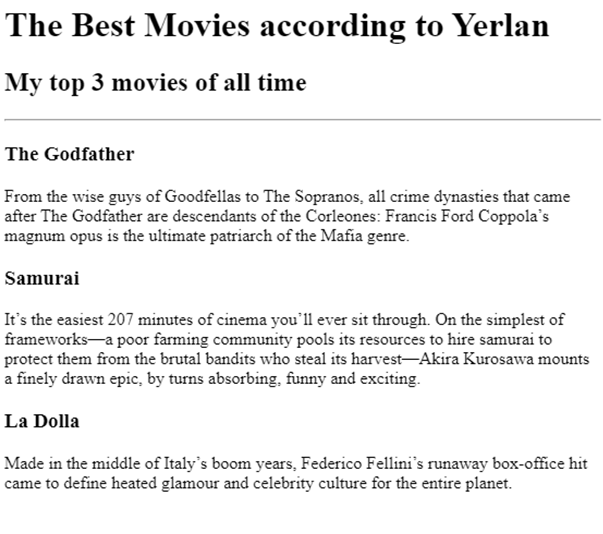 The Best Movies according to Yerlan
My top 3 movies of all time
The Godfather
From the wise guys of Goodfellas to The Sopranos, all crime dynasties that came
after The Godfather are descendants of the Corleones: Francis Ford Coppola’s
magnum opus is the ultimate patriarch of the Mafia genre.
Samurai
It’s the easiest 207 minutes of cinema you’ll ever sit through. On the simplest of
frameworks—a poor farming community pools its resources to hire samurai to
protect them from the brutal bandits who steal its harvest—Akira Kurosawa mounts
a finely drawn epic, by turns absorbing, funny and exciting.
La Dolla
Made in the middle of Italy’s boom years, Federico Fellini’s runaway box-office hit
came to define heated glamour and celebrity culture for the entire planet.